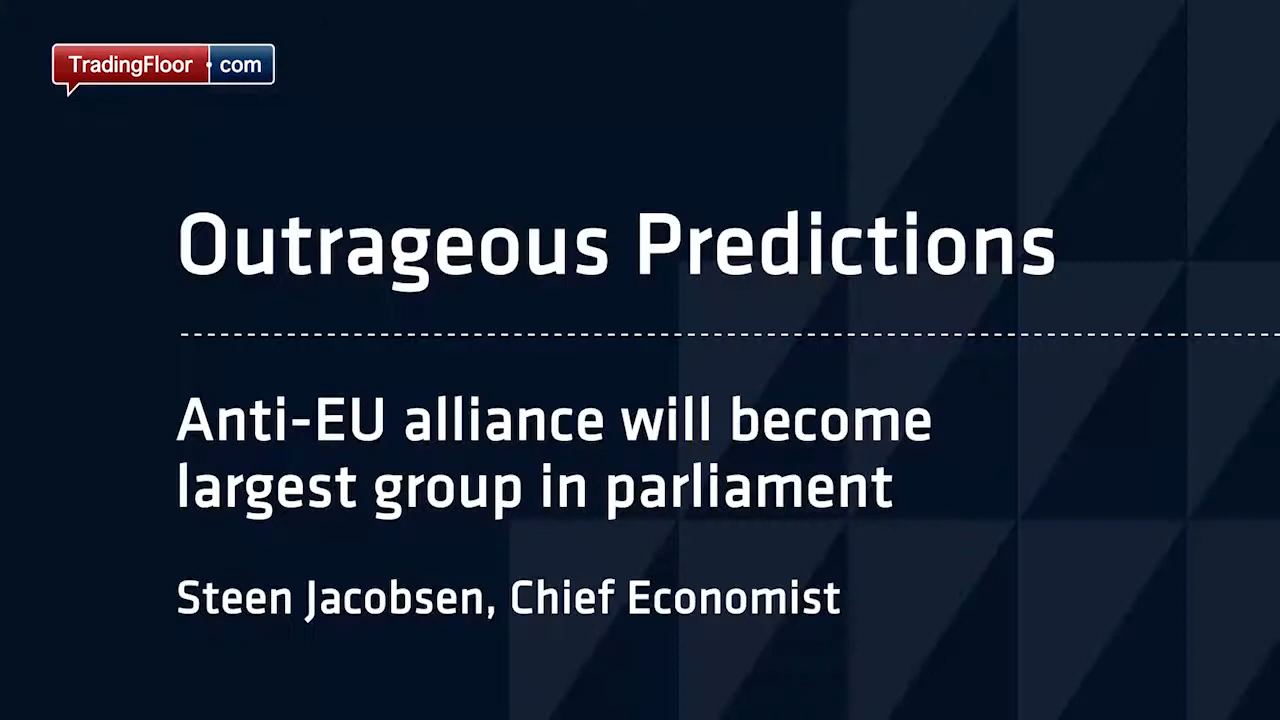 TradingFloor.com
Outrageous Predictions
Anti-EU alliance will become
largest group in parliament
Steen Jacobsen, Chief Economist